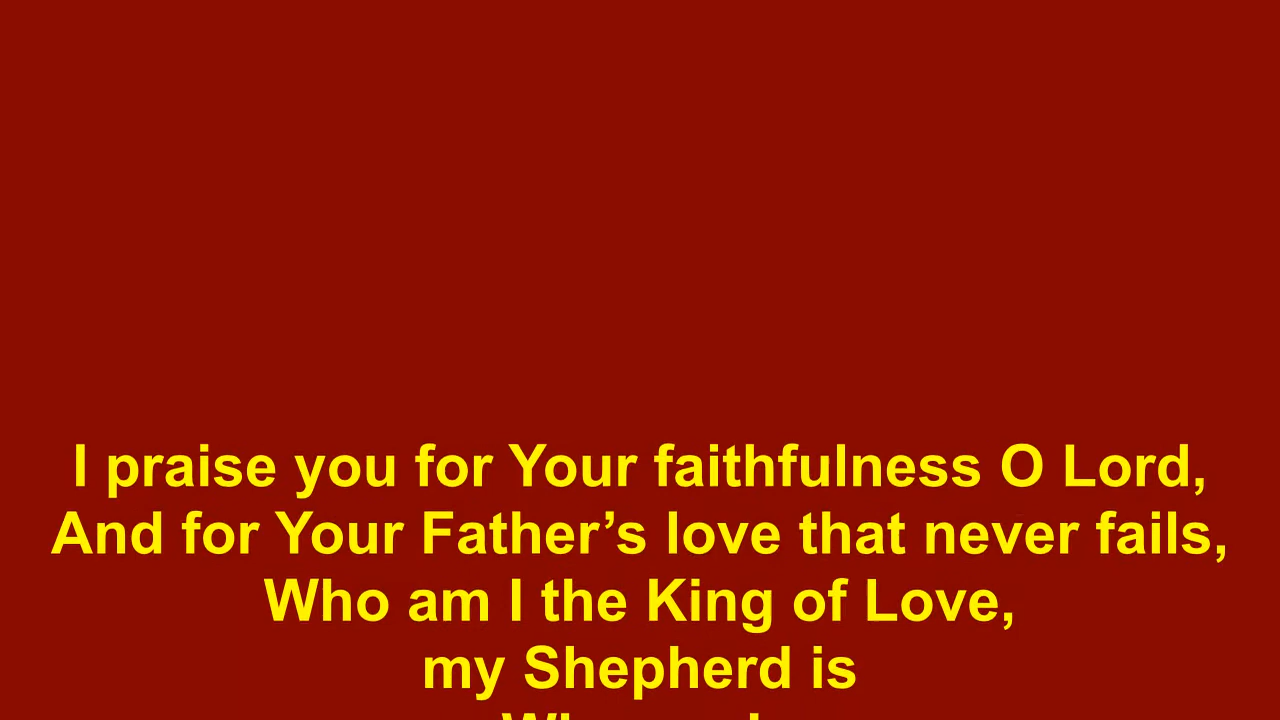 I praise you for Your faithfulness O Lord,
And for Your Father’s love that never fails,
Who am I the King of Love,
my Shepherd is